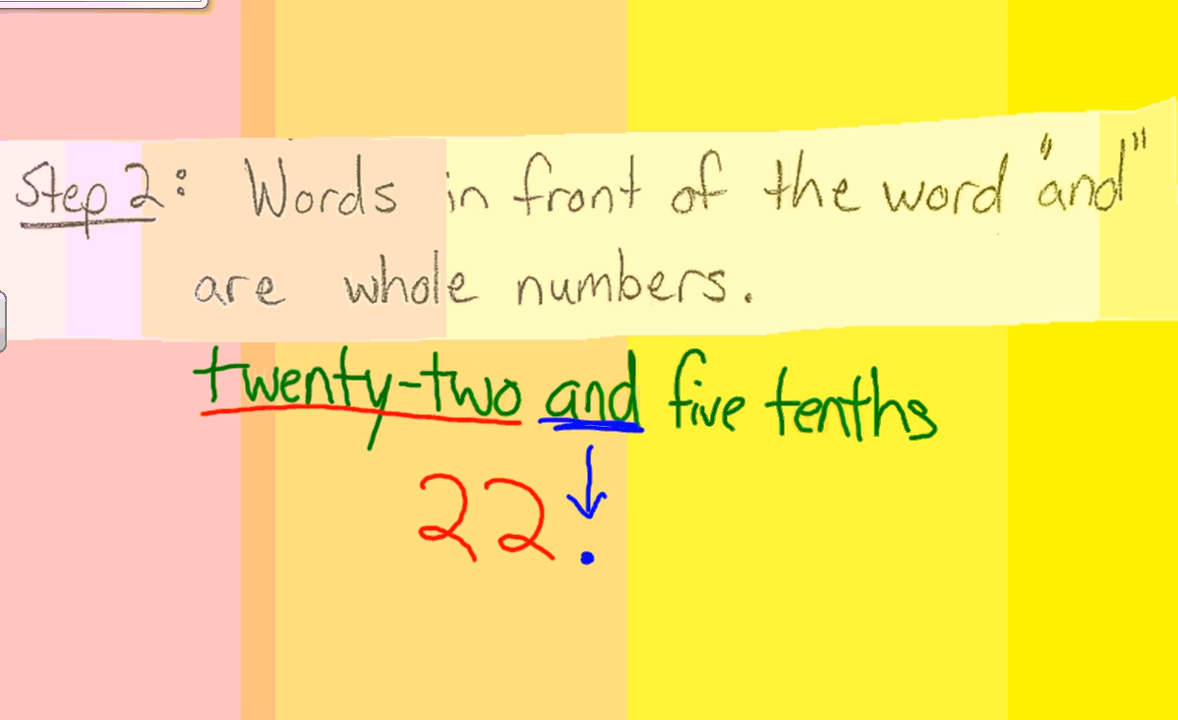 Step 2: Words in front of the word "and"
are whole numbers.
twenty-two and five tenths
22.